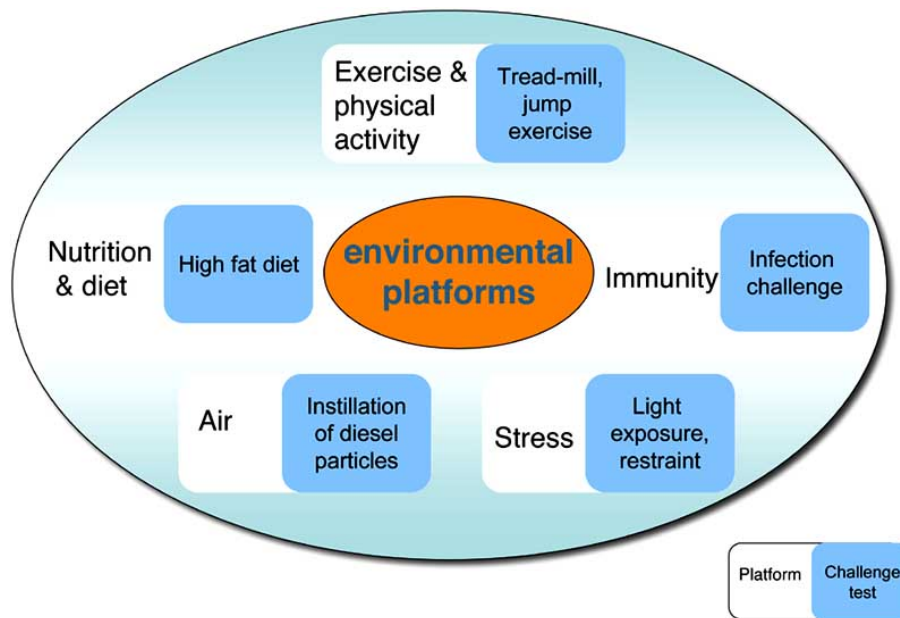 Exercise &
physical
activity
Tread-mill,
jump
exercise
Nutrition
& diet
High fat diet
environmental
platforms
Immunity
Infection
challenge
Air
Instillation
of diesel
particles
Stress
Light
exposure,
restraint
Platform
Challenge
test